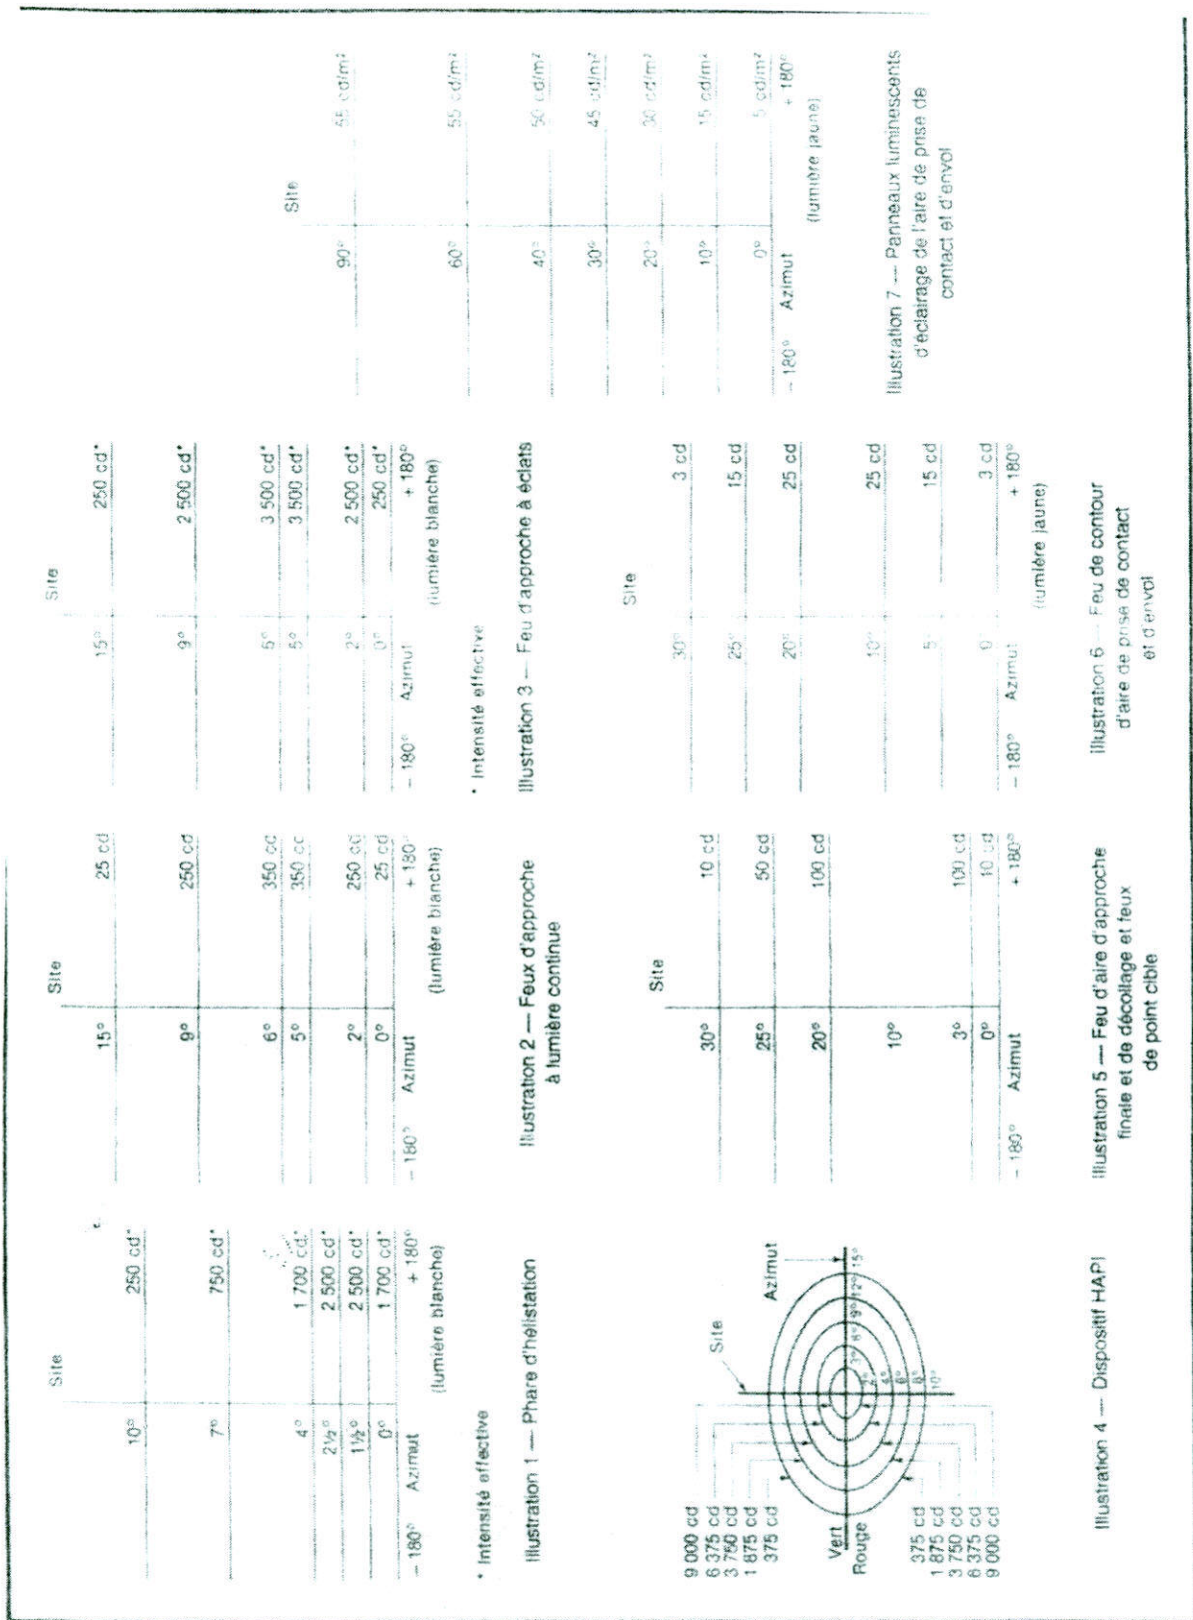 Site
10° 250 cd*
7° 750 cd*
4° 1 700 cd*
2½° 2 500 cd*
1½° 2 500 cd*
0° 1 700 cd*
– 180° Azimut + 180°
(lumière blanche)
* Intensité effective
Illustration 1 — Phare d'hélistation
Site
15° 25 cd
9° 250 cd
6° 350 cd
5° 350 cd
2° 250 cd
0° 25 cd
– 180° Azimut + 180°
(lumière blanche)
Illustration 2 — Feux d'approche
à lumière continue
Site
15° 250 cd*
9° 2 500 cd*
6° 3 500 cd*
5° 3 500 cd*
2° 2 500 cd*
0° 250 cd*
– 180° Azimut + 180°
(lumière blanche)
* Intensité effective
Illustration 3 — Feu d'approche à éclats
Site
Azimut
9 000 cd
6 375 cd
3 750 cd
1 875 cd
375 cd
Vert
Rouge
3° 6° 9° 12° 15°
2°
4°
6°
8°
10°
375 cd
1 875 cd
3 750 cd
6 375 cd
9 000 cd
Illustration 4 — Dispositif HAPI
Site
30° 10 cd
25° 50 cd
20° 100 cd
10°
3° 100 cd
0° 10 cd
– 180° Azimut + 180°
Illustration 5 — Feu d'aire d'approche
finale et de décollage et feux
de point cible
Site
30° 3 cd
25° 15 cd
20° 25 cd
10° 25 cd
5° 15 cd
0° 3 cd
– 180° Azimut + 180°
(lumière jaune)
Illustration 6 — Feu de contour
d'aire de prise de contact
et d'envol
Site
90° 55 cd/m²
60° 55 cd/m²
40° 50 cd/m²
30° 45 cd/m²
20° 30 cd/m²
10° 15 cd/m²
0° 5 cd/m²
– 180° Azimut + 180°
(lumière jaune)
Illustration 7 — Panneaux luminescents
d'éclairage de l'aire de prise de
contact et d'envol